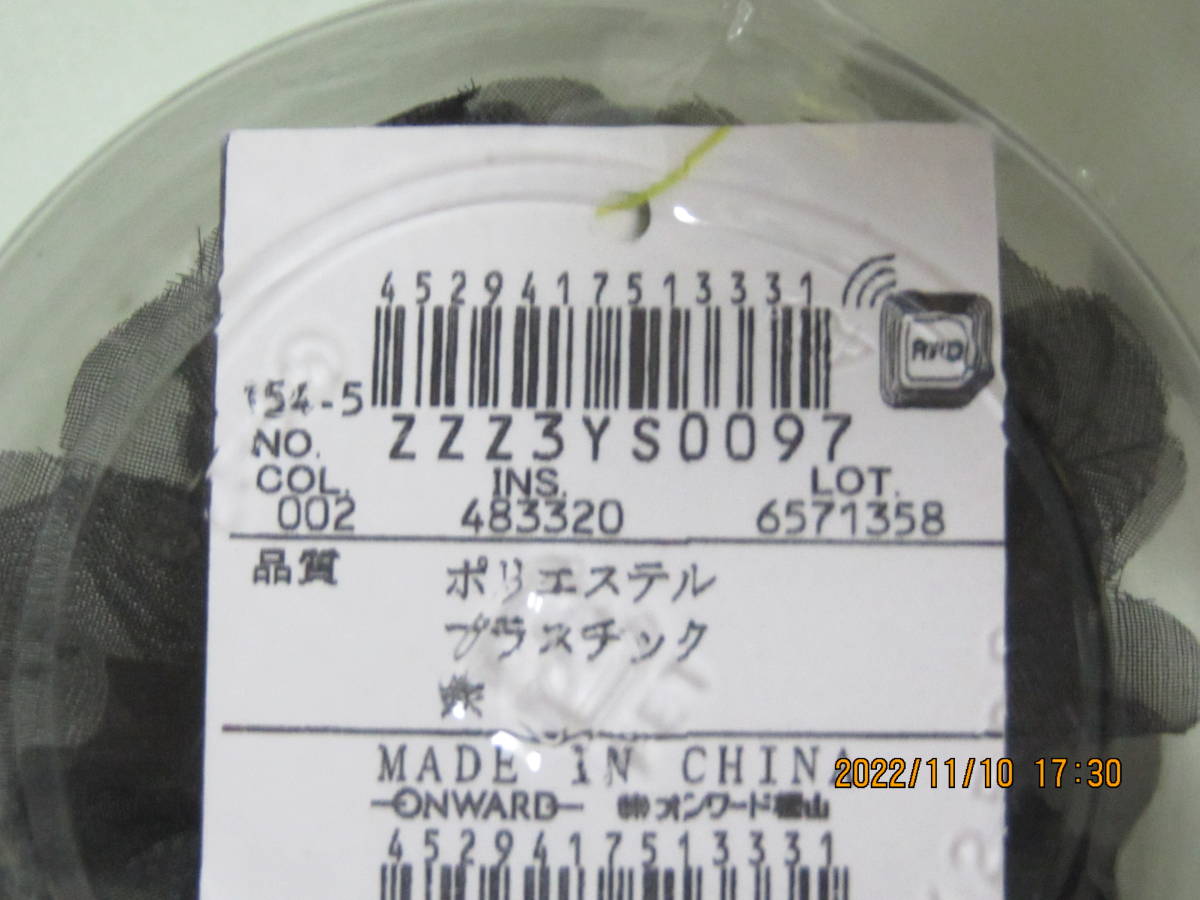 4529417513331
154-5
NO. ZZZ3YS0097
COL. INS. LOT.
002 483320 6571358
品質 ポリエステル
プラスチック
MADE IN CHINA
2022/11/10 17:30
ONWARD ㈱オンワード樫山
4529417513331